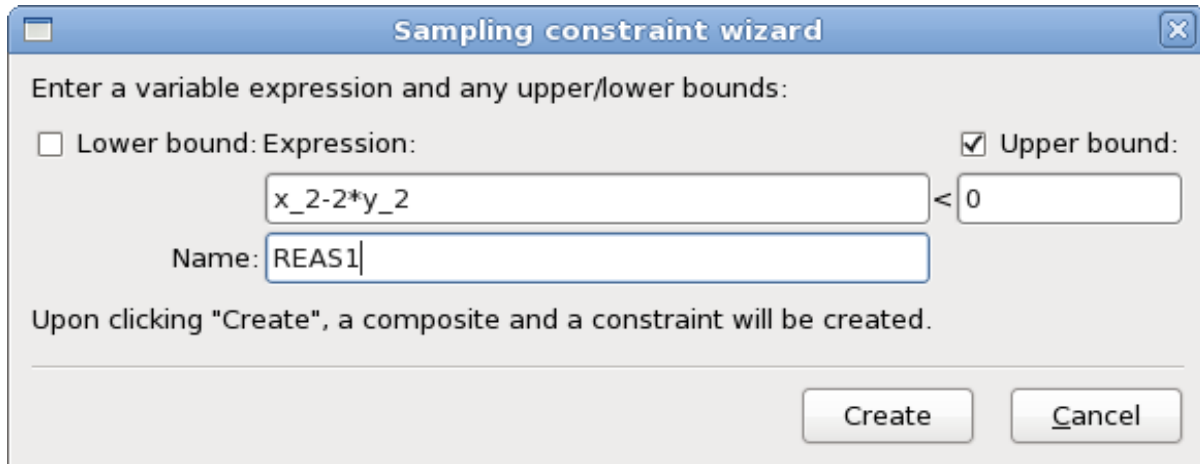 Sampling constraint wizard
Enter a variable expression and any upper/lower bounds:
Lower bound: Expression: Upper bound:
x_2-2*y_2 < 0
Name: REAS1
Upon clicking "Create", a composite and a constraint will be created.
Create Cancel